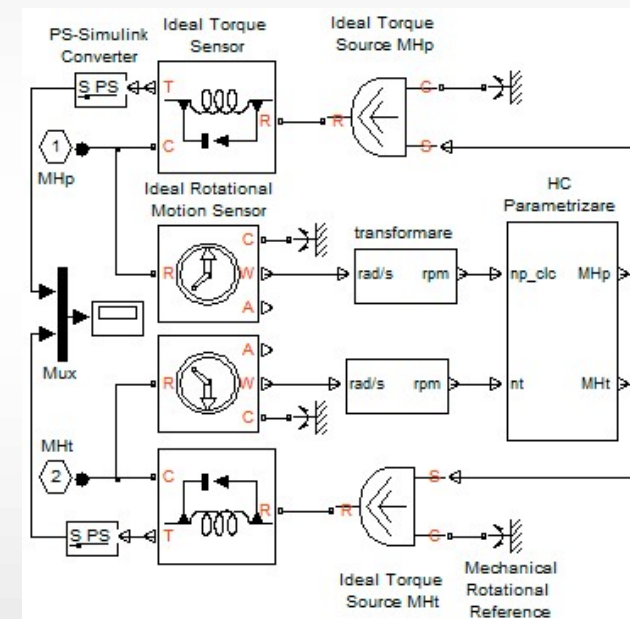 PS-Simulink
Converter
Ideal Torque
Sensor
Ideal Torque
Source MHp
S PS
T
C
R
R
C
S
1
MHp
Ideal Rotational
Motion Sensor
HC
Parametrizare
transformare
R
C
W
A
rad/s rpm
np_clc MHp
Mux
R
A
W
C
rad/s rpm
nt MHt
MHt
2
C
T
R
R
S
C
S PS
Ideal Torque
Source MHt
Mechanical
Rotational
Reference